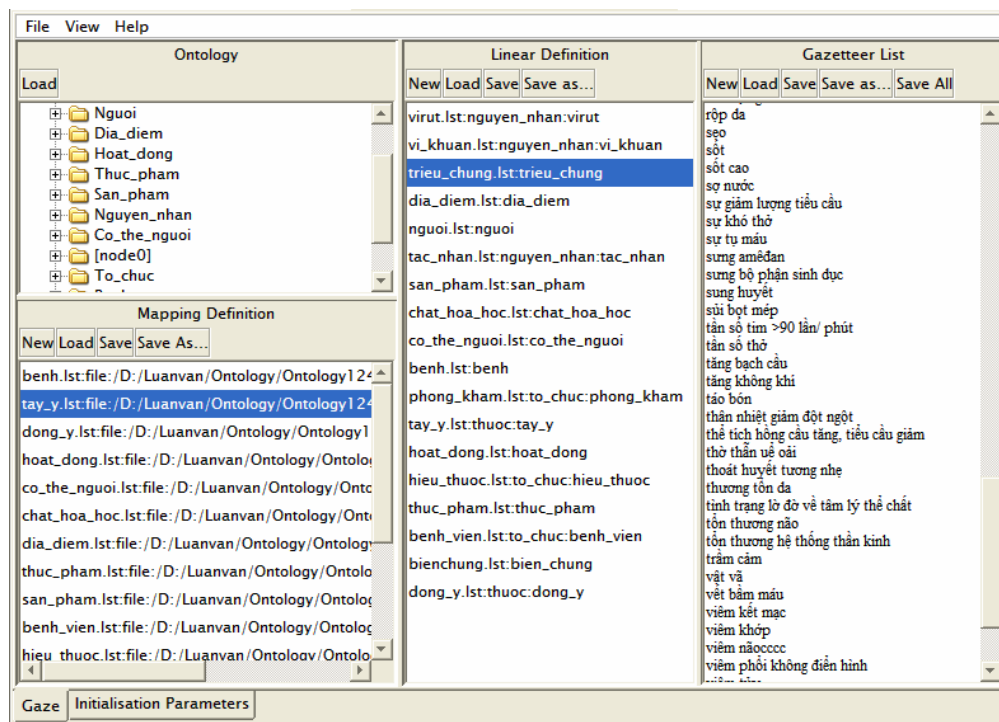 File View Help
Ontology
Load
Nguoi
Dia_diem
Hoat_dong
Thuc_pham
San_pham
Nguyen_nhan
Co_the_nguoi
[node0]
To_chuc
Mapping Definition
New Load Save Save As...
benh.lst:file:/D:/Luanvan/Ontology/Ontology124
tay_y.lst:file:/D:/Luanvan/Ontology/Ontology124
dong_y.lst:file:/D:/Luanvan/Ontology/Ontology1
hoat_dong.lst:file:/D:/Luanvan/Ontology/Ontolo
co_the_nguoi.lst:file:/D:/Luanvan/Ontology/Onto
chat_hoa_hoc.lst:file:/D:/Luanvan/Ontology/Ont
dia_diem.lst:file:/D:/Luanvan/Ontology/Ontology
thuc_pham.lst:file:/D:/Luanvan/Ontology/Ontolo
san_pham.lst:file:/D:/Luanvan/Ontology/Ontolog
benh_vien.lst:file:/D:/Luanvan/Ontology/Ontolog
hieu_thuoc.lst:file:/D:/Luanvan/Ontology/Ontolo
Linear Definition
New Load Save Save as...
virut.lst:nguyen_nhan:virut
vi_khuan.lst:nguyen_nhan:vi_khuan
trieu_chung.lst:trieu_chung
dia_diem.lst:dia_diem
nguoi.lst:nguoi
tac_nhan.lst:nguyen_nhan:tac_nhan
san_pham.lst:san_pham
chat_hoa_hoc.lst:chat_hoa_hoc
co_the_nguoi.lst:co_the_nguoi
benh.lst:benh
phong_kham.lst:to_chuc:phong_kham
tay_y.lst:thuoc:tay_y
hoat_dong.lst:hoat_dong
hieu_thuoc.lst:to_chuc:hieu_thuoc
thuc_pham.lst:thuc_pham
benh_vien.lst:to_chuc:benh_vien
bienchung.lst:bien_chung
dong_y.lst:thuoc:dong_y
Gazetteer List
New Load Save Save as... Save All
rộp da
sẹo
sốt
sốt cao
sợ nước
sự giảm lượng tiểu cầu
sự khó thở
sự tụ máu
sưng amêđan
sưng bộ phận sinh dục
sung huyết
sủi bọt mép
tần số tim >90 lần/ phút
tần số thở
tăng bạch cầu
tăng không khí
táo bón
thân nhiệt giảm đột ngột
thể tích hồng cầu tăng, tiểu cầu giảm
thờ thẫn uể oải
thoát huyết tương nhẹ
thương tổn da
tình trạng lờ đờ về tâm lý thể chất
tổn thương não
tổn thương hệ thống thần kinh
trầm cảm
vật vã
vết bầm máu
viêm kết mạc
viêm khớp
viêm nãocccc
viêm phổi không điển hình
Gaze Initialisation Parameters